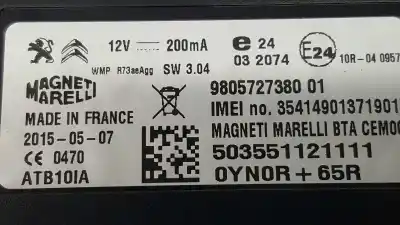 12V ⎓ 200mA
WMP R73aeAgg SW 3.04
MAGNETI
MARELLI
MADE IN FRANCE
2015-05-07
CE 0470
ATB10IA
e 24
03 2074
E24
10R-04 0957
9805727380 01
IMEI no. 35414901371901
MAGNETI MARELLI BTA CEMO
503551121111
0YN0R+65R